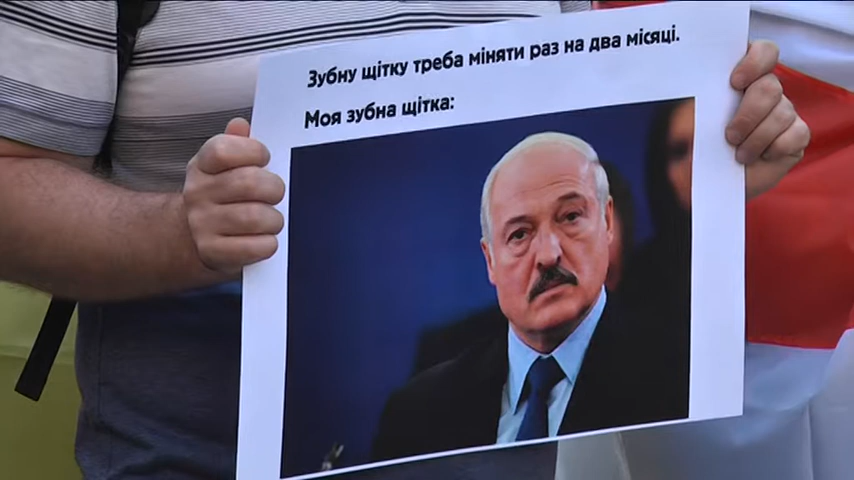 Зубну щітку треба міняти раз на два місяці.
Моя зубна щітка: